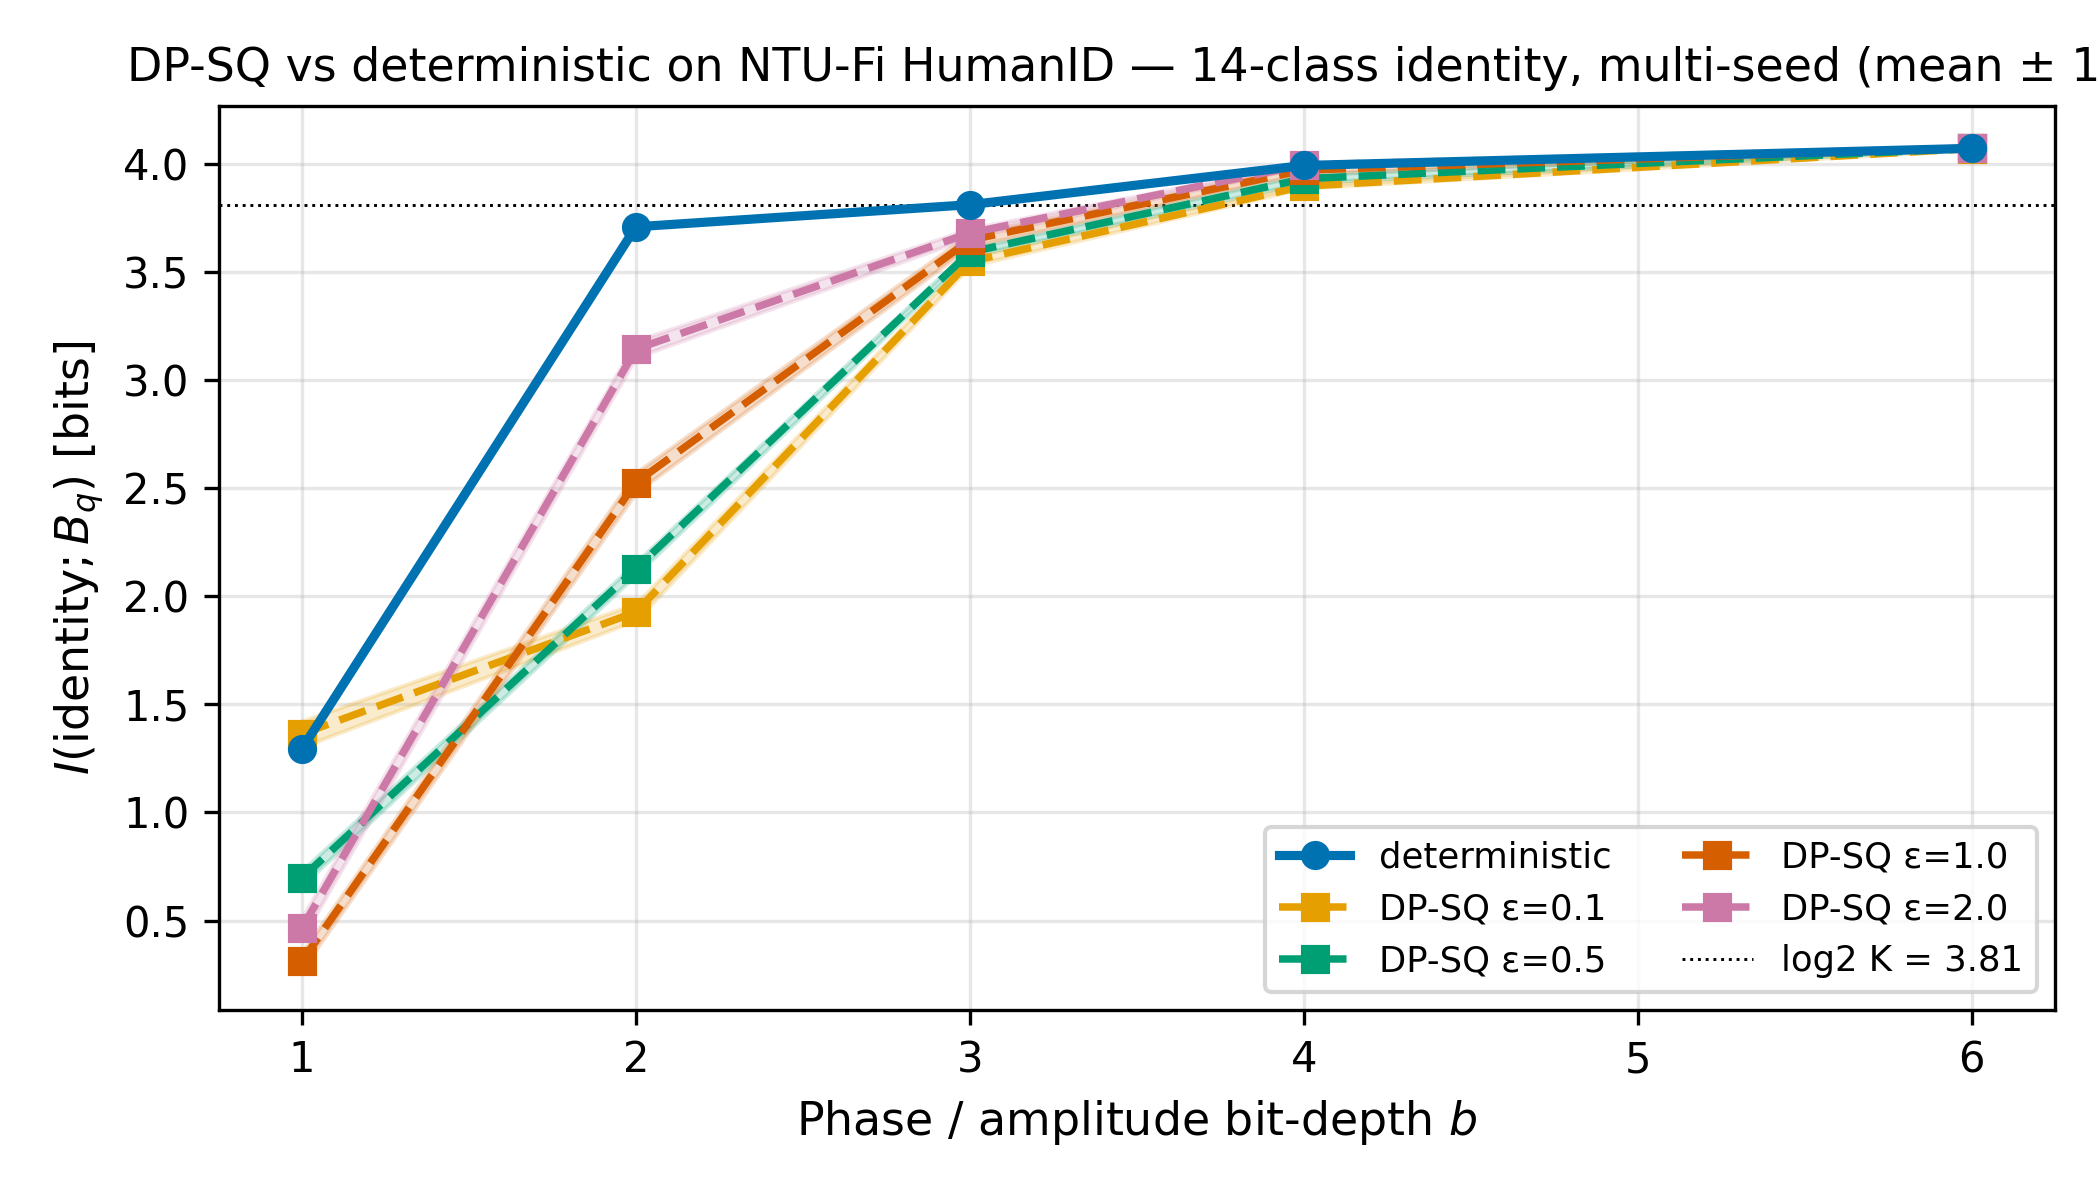 DP-SQ vs deterministic on NTU-Fi HumanID — 14-class identity, multi-seed (mean ± 1
4.0
3.5
3.0
2.5
2.0
1.5
1.0
0.5
I(identity; B_q) [bits]
deterministic
DP-SQ ε=0.1
DP-SQ ε=0.5
DP-SQ ε=1.0
DP-SQ ε=2.0
log2 K = 3.81
1 2 3 4 5 6
Phase / amplitude bit-depth b